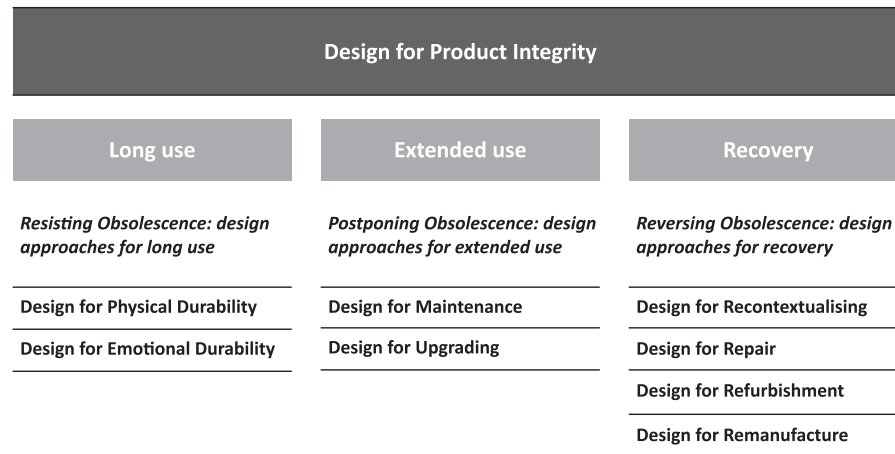 Design for Product Integrity
Long use
Resisting Obsolescence: design
approaches for long use
Design for Physical Durability
Design for Emotional Durability
Extended use
Postponing Obsolescence: design
approaches for extended use
Design for Maintenance
Design for Upgrading
Recovery
Reversing Obsolescence: design
approaches for recovery
Design for Recontextualising
Design for Repair
Design for Refurbishment
Design for Remanufacture